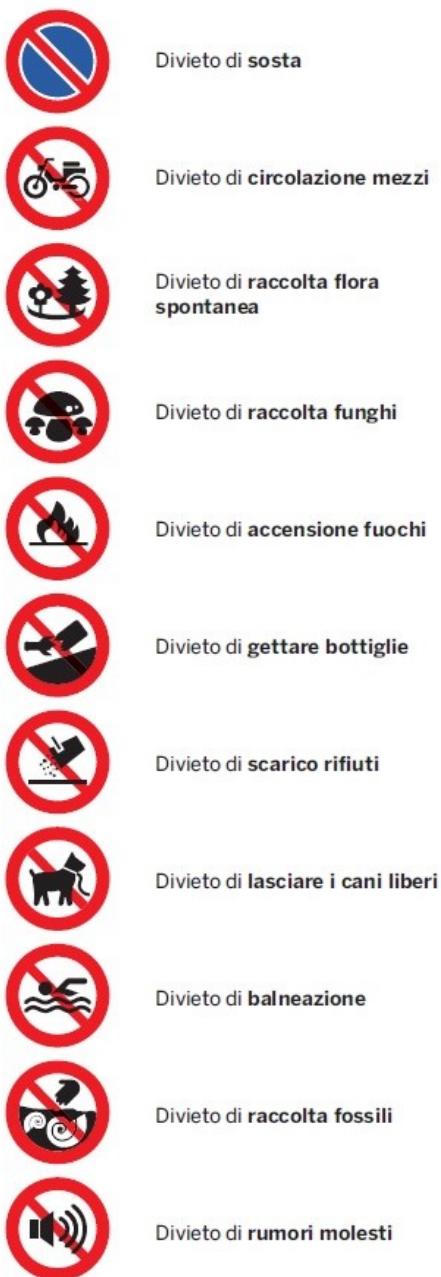 Divieto di sosta
Divieto di circolazione mezzi
Divieto di raccolta flora
spontanea
Divieto di raccolta funghi
Divieto di accensione fuochi
Divieto di gettare bottiglie
Divieto di scarico rifiuti
Divieto di lasciare i cani liberi
Divieto di balneazione
Divieto di raccolta fossili
Divieto di rumori molesti